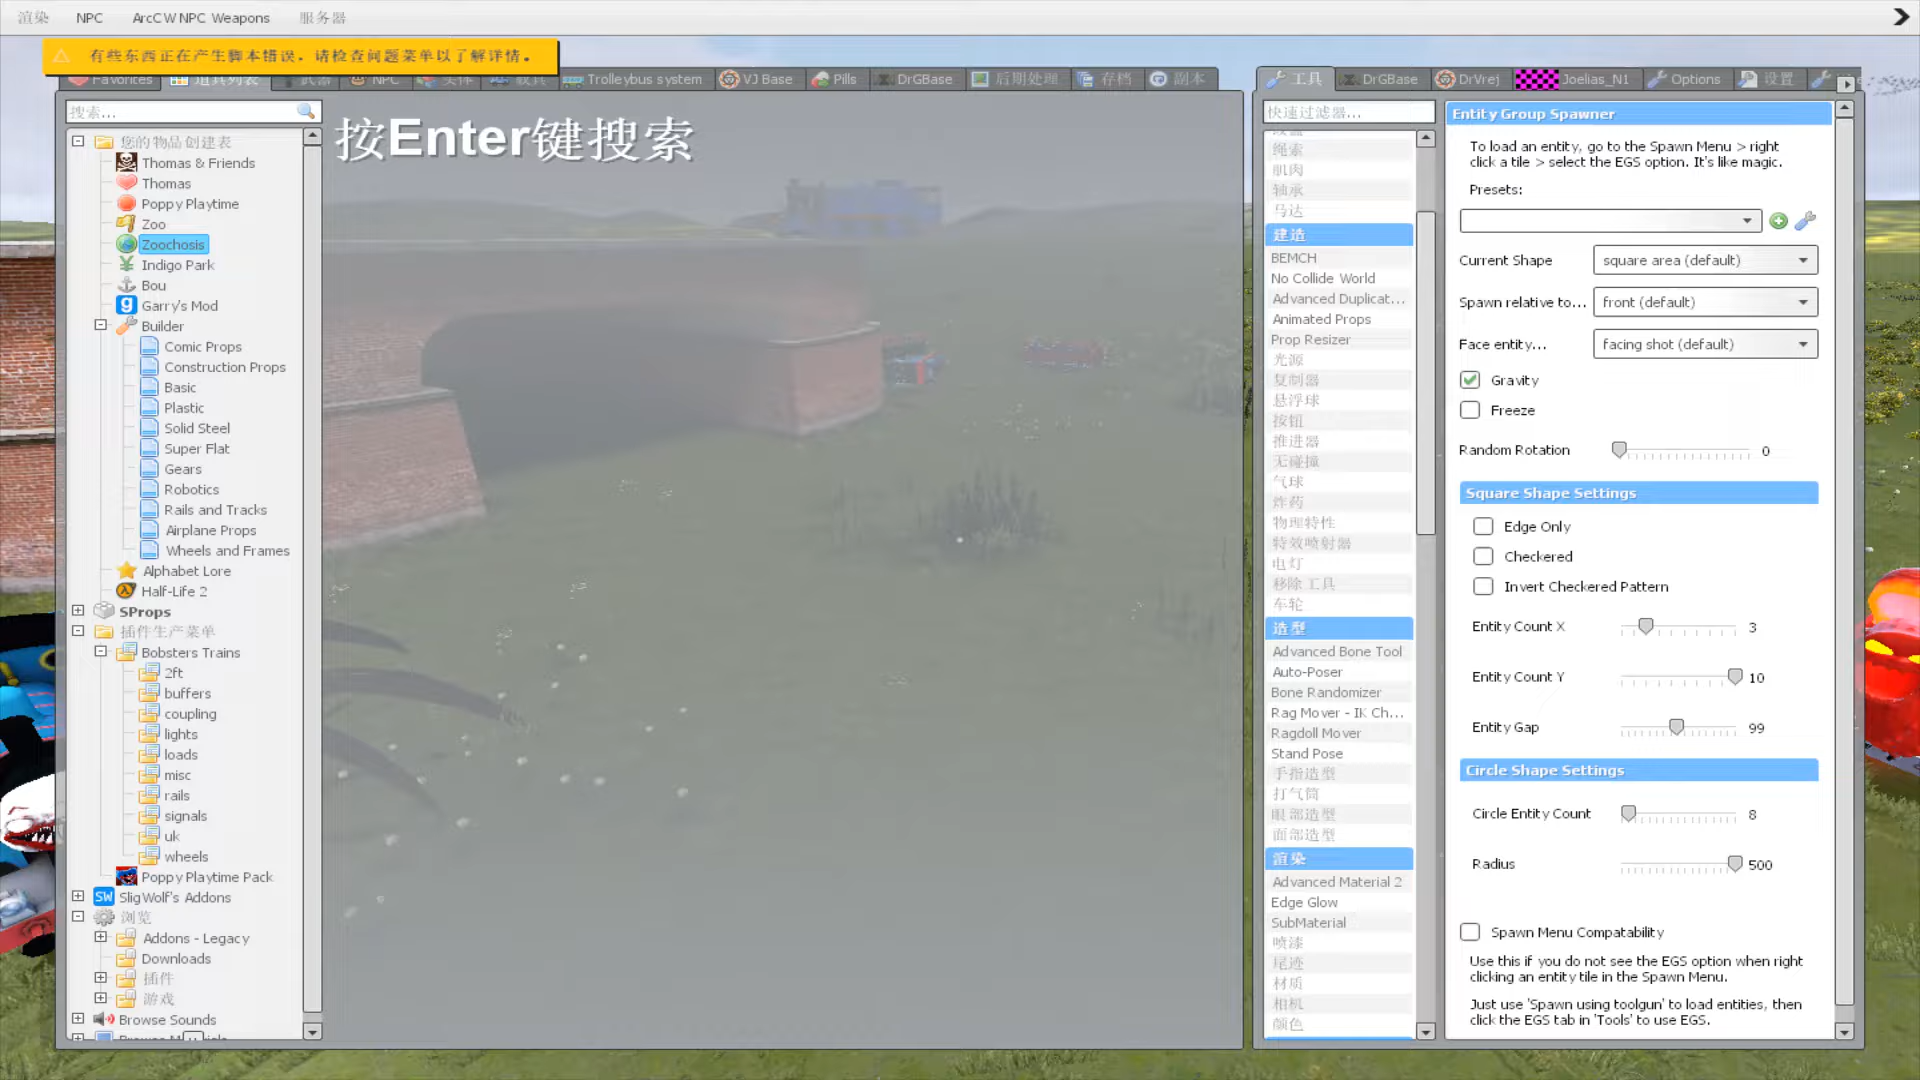 渲染 NPC ArcCW NPC Weapons 服务器
有些东西正在产生脚本错误。请检查问题菜单以了解详情。
Favorites 道具列表 武器 NPC 实体 载具 Trolleybus system VJ Base Pills DrGBase 后期处理 存档 副本
工具 DrGBase DrVrej Joelias_N1 Options 设置
搜索...
按Enter键搜索
您的物品创建表
Thomas & Friends
Thomas
Poppy Playtime
Zoo
Zoochosis
Indigo Park
Bou
Garry's Mod
Builder
Comic Props
Construction Props
Basic
Plastic
Solid Steel
Super Flat
Gears
Robotics
Rails and Tracks
Airplane Props
Wheels and Frames
Alphabet Lore
Half-Life 2
SProps
插件生产菜单
Bobsters Trains
2ft
buffers
coupling
lights
loads
misc
rails
signals
uk
wheels
Poppy Playtime Pack
SligWolf's Addons
浏览
Addons - Legacy
Downloads
插件
游戏
Browse Sounds
快速过滤器...
绳索
肌肉
轴承
马达
建造
BEMCH
No Collide World
Advanced Duplicat...
Animated Props
Prop Resizer
光源
复制器
悬浮球
按钮
推进器
无碰撞
气球
炸药
物理特性
特效喷射器
电灯
移除工具
车轮
造型
Advanced Bone Tool
Auto-Poser
Bone Randomizer
Rag Mover - IK Ch...
Ragdoll Mover
Stand Pose
手指造型
打气筒
眼部造型
面部造型
渲染
Advanced Material 2
Edge Glow
SubMaterial
喷漆
尾迹
材质
相机
颜色
Entity Group Spawner
To load an entity, go to the Spawn Menu > right
click a tile > select the EGS option. It's like magic.
Presets:
Current Shape square area (default)
Spawn relative to... front (default)
Face entity... facing shot (default)
Gravity
Freeze
Random Rotation 0
Square Shape Settings
Edge Only
Checkered
Invert Checkered Pattern
Entity Count X 3
Entity Count Y 10
Entity Gap 99
Circle Shape Settings
Circle Entity Count 8
Radius 500
Spawn Menu Compatability
Use this if you do not see the EGS option when right
clicking an entity tile in the Spawn Menu.
Just use 'Spawn using toolgun' to load entities, then
click the EGS tab in 'Tools' to use EGS.